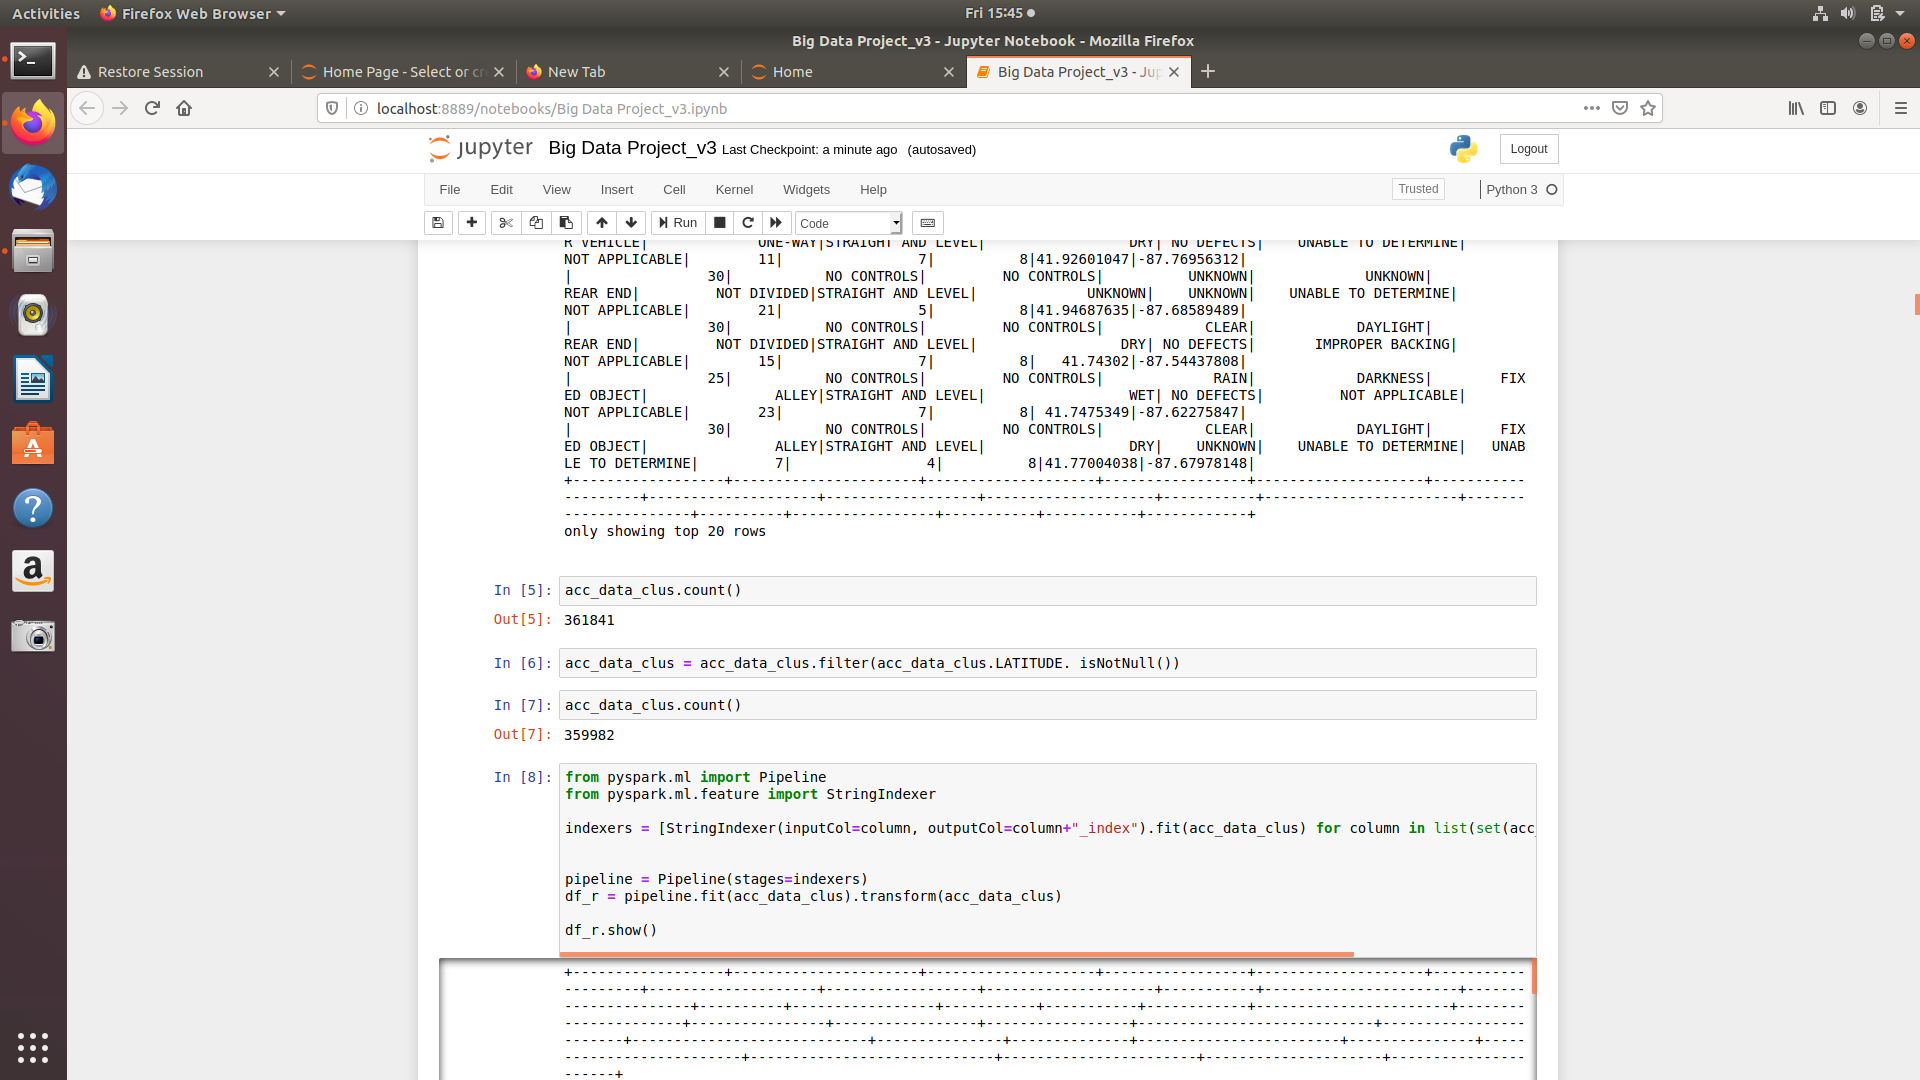 Activities Firefox Web Browser Fri 15:45
Big Data Project_v3 - Jupyter Notebook - Mozilla Firefox
Restore Session Home Page - Select or cr New Tab Home Big Data Project_v3 - Jup
localhost:8889/notebooks/Big Data Project_v3.ipynb
jupyter Big Data Project_v3 Last Checkpoint: a minute ago (autosaved) Logout
File Edit View Insert Cell Kernel Widgets Help Trusted Python 3
Run Code
R VEHICLE| ONE-WAY|STRAIGHT AND LEVEL| DRY| NO DEFECTS| UNABLE TO DETERMINE|
NOT APPLICABLE| 11| 7| 8|41.92601047|-87.76956312|
| 30| NO CONTROLS| NO CONTROLS| UNKNOWN| UNKNOWN|
REAR END| NOT DIVIDED|STRAIGHT AND LEVEL| UNKNOWN| UNKNOWN| UNABLE TO DETERMINE|
NOT APPLICABLE| 21| 5| 8|41.94687635|-87.68589489|
| 30| NO CONTROLS| NO CONTROLS| CLEAR| DAYLIGHT|
REAR END| NOT DIVIDED|STRAIGHT AND LEVEL| DRY| NO DEFECTS| IMPROPER BACKING|
NOT APPLICABLE| 15| 7| 8| 41.74302|-87.54437808|
| 25| NO CONTROLS| NO CONTROLS| RAIN| DARKNESS| FIX
ED OBJECT| ALLEY|STRAIGHT AND LEVEL| WET| NO DEFECTS| NOT APPLICABLE|
NOT APPLICABLE| 23| 7| 8| 41.7475349|-87.62275847|
| 30| NO CONTROLS| NO CONTROLS| CLEAR| DAYLIGHT| FIX
ED OBJECT| ALLEY|STRAIGHT AND LEVEL| DRY| UNKNOWN| UNABLE TO DETERMINE| UNAB
LE TO DETERMINE| 7| 4| 8|41.77004038|-87.67978148|
only showing top 20 rows
In [5]: acc_data_clus.count()
Out[5]: 361841
In [6]: acc_data_clus = acc_data_clus.filter(acc_data_clus.LATITUDE. isNotNull())
In [7]: acc_data_clus.count()
Out[7]: 359982
In [8]: from pyspark.ml import Pipeline
from pyspark.ml.feature import StringIndexer
indexers = [StringIndexer(inputCol=column, outputCol=column+"_index").fit(acc_data_clus) for column in list(set(acc_
pipeline = Pipeline(stages=indexers)
df_r = pipeline.fit(acc_data_clus).transform(acc_data_clus)
df_r.show()